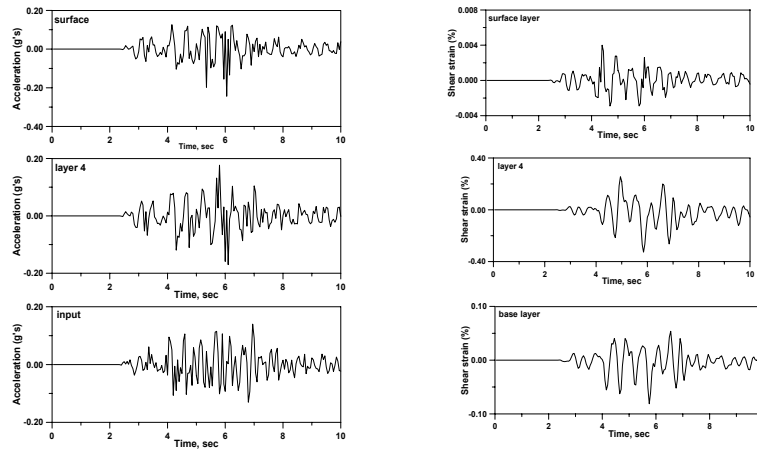 surface
Acceleration (g's)
0.20
0.00
-0.20
-0.40
0 2 4 6 8 10
Time, sec
layer 4
Acceleration (g's)
0.20
0.00
-0.20
0 2 4 6 8 10
Time, sec
input
Acceleration (g's)
0.20
0.00
-0.20
0 2 4 6 8 10
Time, sec
surface layer
Shear strain (%)
0.008
0.004
0.000
-0.004
0 2 4 6 8 10
Time, sec
layer 4
Shear strain (%)
0.40
0.00
-0.40
0 2 4 6 8 10
Time, sec
base layer
Shear strain (%)
0.10
0.00
-0.10
0 2 4 6 8
Time, sec